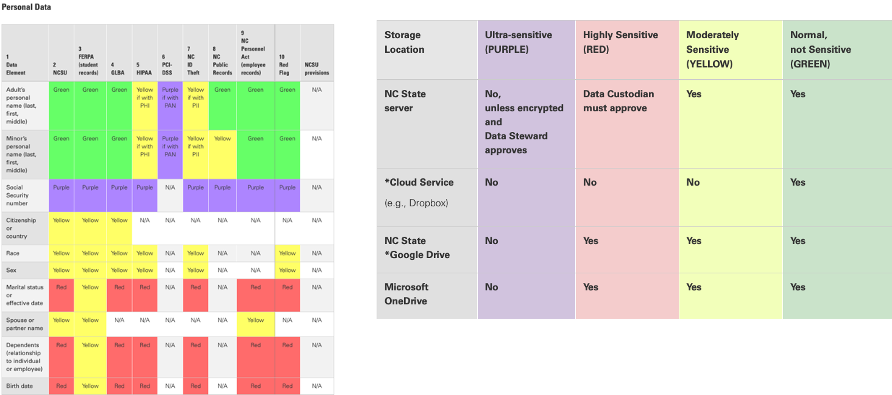 Personal Data
1 Data Element 2 NCSU 3 FERPA (student records) 4 GLBA 5 HIPAA 6 PCI-DSS 7 NC ID Theft 8 NC Public Records 9 NC Personnel Act (employee records) 10 Red Flag NCSU provisions
Adult's personal name (last, first, middle) Green Green Green Yellow if with PHI Purple if with PAN Yellow if with PII Green Green Green N/A
Minor's personal name (last, first, middle) Green Green Green Yellow if with PHI Purple if with PAN Yellow if with PII Yellow Green Green N/A
Social Security number Purple Purple Purple Purple N/A Purple Purple Purple Purple N/A
Citizenship or country Yellow Yellow Yellow N/A N/A N/A N/A N/A N/A N/A
Race Yellow Yellow Yellow Yellow N/A Yellow N/A N/A Yellow N/A
Sex Yellow Yellow Yellow Yellow N/A Yellow N/A N/A Yellow N/A
Marital status or effective date Red Yellow Red Red N/A Red N/A Red Red N/A
Spouse or partner name Yellow Yellow N/A N/A N/A N/A N/A Yellow N/A N/A
Dependents (relationship to individual or employee) Red Yellow Red Red N/A Red N/A Red Red N/A
Birth date Red Yellow Red Red N/A Red N/A Red Red N/A
Storage Location Ultra-sensitive (PURPLE) Highly Sensitive (RED) Moderately Sensitive (YELLOW) Normal, not Sensitive (GREEN)
NC State server No, unless encrypted and Data Steward approves Data Custodian must approve Yes Yes
*Cloud Service (e.g., Dropbox) No No No Yes
NC State *Google Drive No Yes Yes Yes
Microsoft OneDrive No Yes Yes Yes